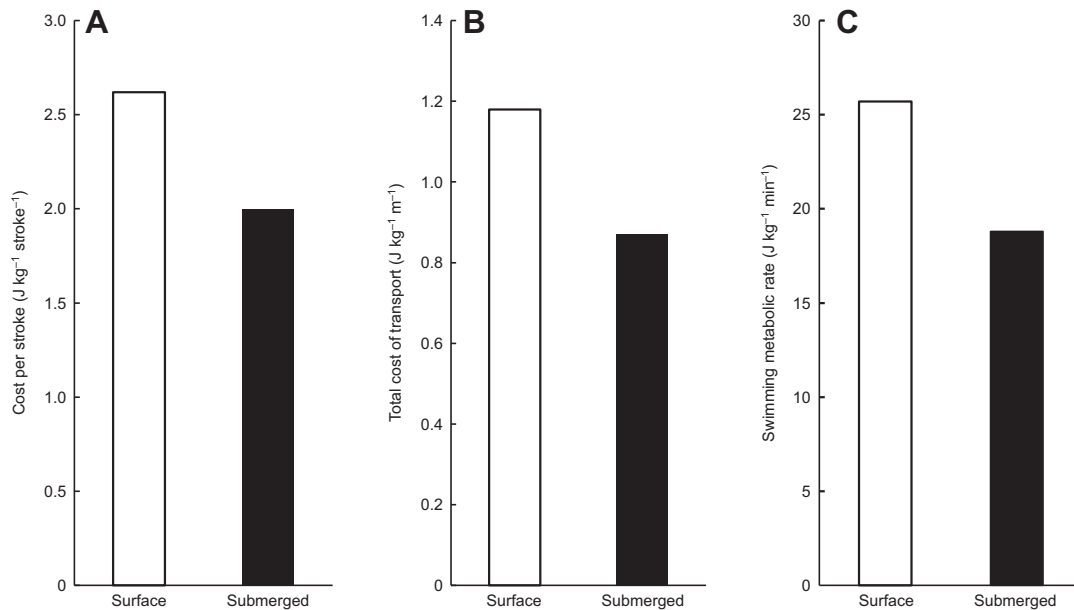 A
3.0
2.5
2.0
1.5
1.0
0.5
0
Cost per stroke (J kg⁻¹ stroke⁻¹)
Surface
Submerged
B
1.4
1.2
1.0
0.8
0.6
0.4
0.2
0
Total cost of transport (J kg⁻¹ m⁻¹)
Surface
Submerged
C
30
25
20
15
10
5
0
Swimming metabolic rate (J kg⁻¹ min⁻¹)
Surface
Submerged